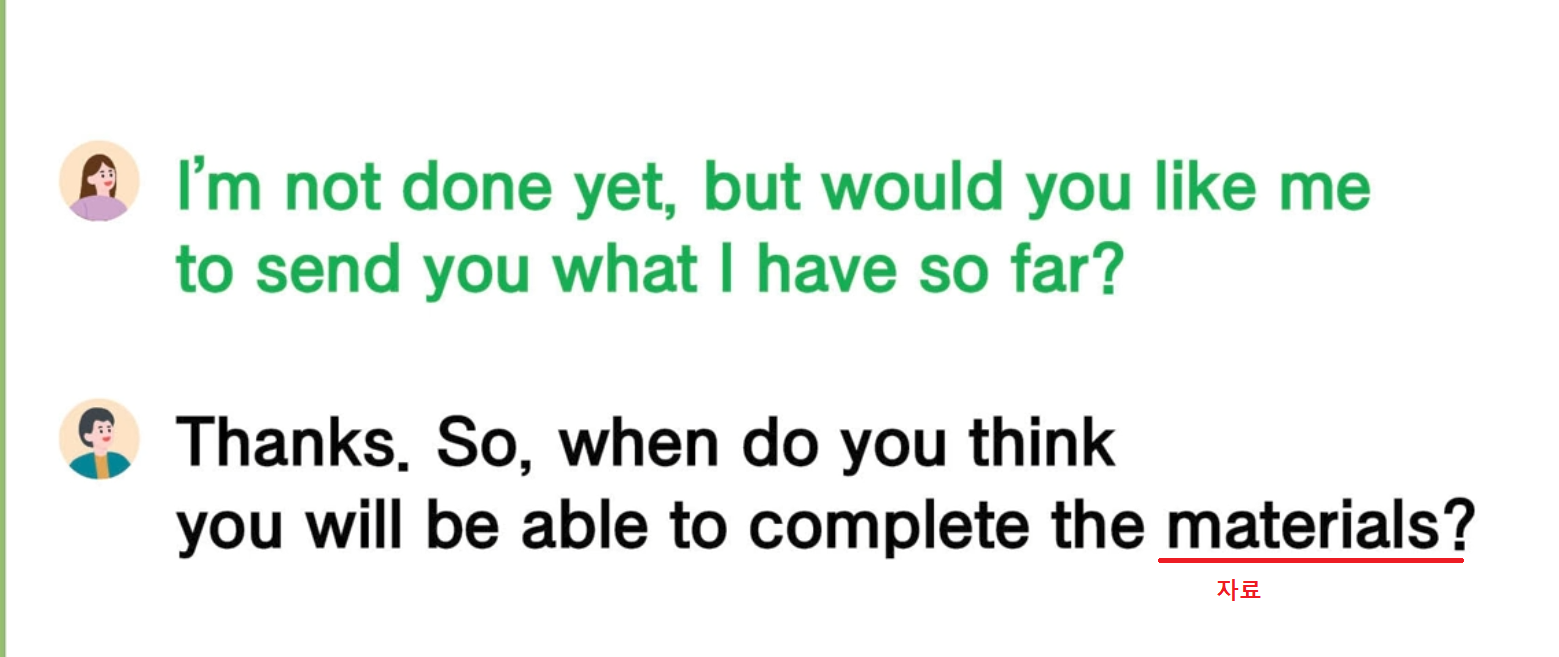 I'm not done yet, but would you like me
to send you what I have so far?
Thanks. So, when do you think
you will be able to complete the materials?
자료